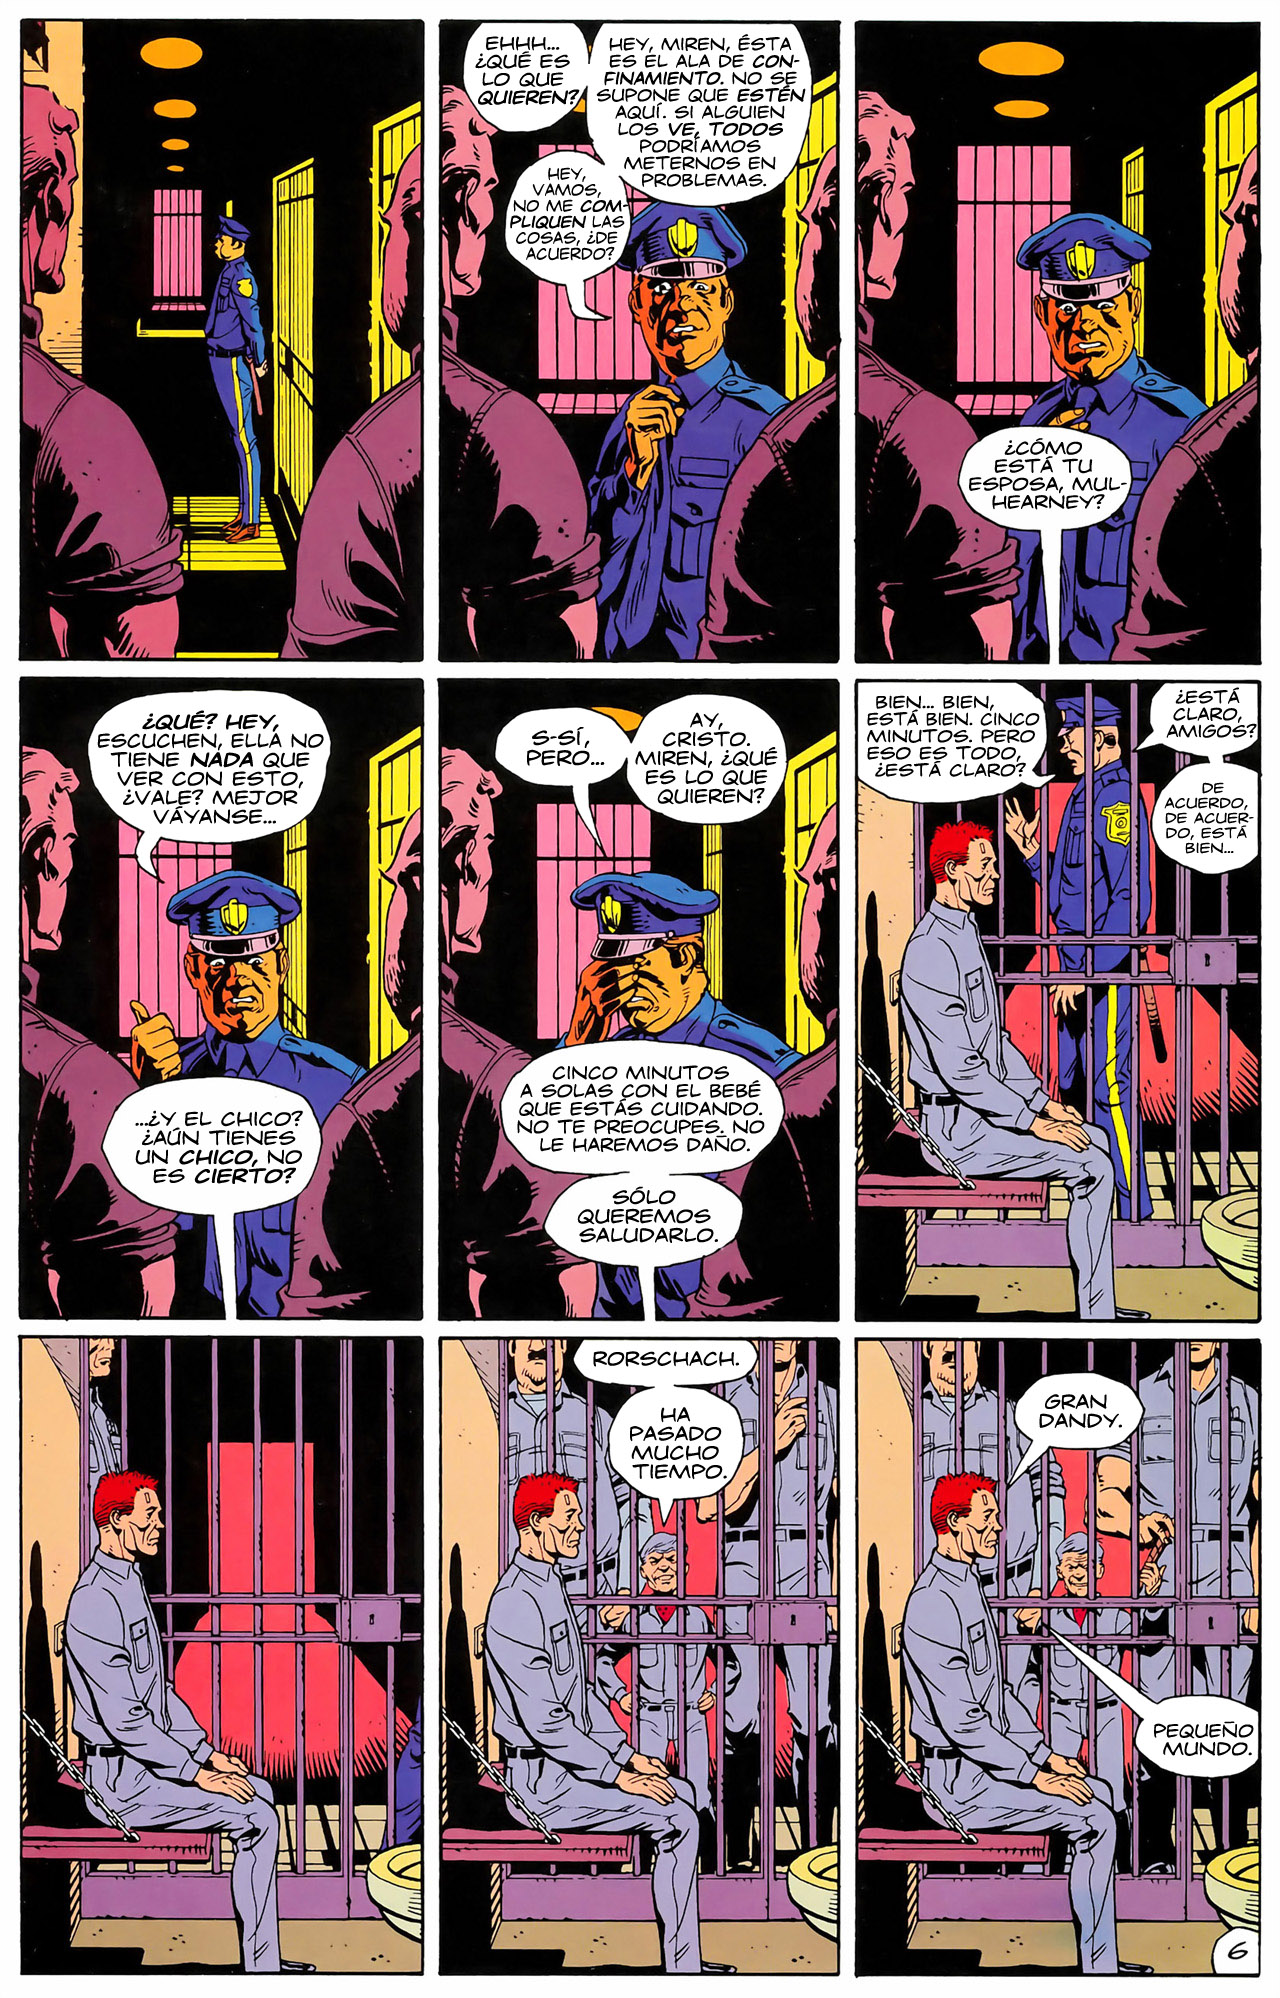 EHHH...
¿QUÉ ES
LO QUE
QUIEREN?
HEY, MIREN, ÉSTA
ES EL ALA DE CON-
FINAMIENTO. NO SE
SUPONE QUE ESTÉN
AQUÍ. SI ALGUIEN
LOS VE, TODOS
PODRÍAMOS
METERNOS EN
PROBLEMAS.
HEY,
VAMOS,
NO ME COM-
PLIQUEN LAS
COSAS, ¿DE
ACUERDO?
¿CÓMO
ESTÁ TU
ESPOSA, MUL-
HEARNEY?
¿QUÉ? HEY,
ESCUCHEN, ELLA NO
TIENE NADA QUE
VER CON ESTO,
¿VALE? MEJOR
VÁYANSE...
...¿Y EL CHICO?
¿AÚN TIENES
UN CHICO, NO
ES CIERTO?
S-SÍ,
PERO...
AY,
CRISTO.
MIREN, ¿QUÉ
ES LO QUE
QUIEREN?
CINCO MINUTOS
A SOLAS CON EL BEBÉ
QUE ESTÁS CUIDANDO.
NO TE PREOCUPES. NO
LE HAREMOS DAÑO.
SÓLO
QUEREMOS
SALUDARLO.
BIEN... BIEN,
ESTÁ BIEN. CINCO
MINUTOS. PERO
ESO ES TODO,
¿ESTÁ CLARO?
¿ESTÁ
CLARO,
AMIGOS?
DE
ACUERDO,
DE ACUER-
DO, ESTÁ
BIEN...
RORSCHACH.
HA
PASADO
MUCHO
TIEMPO.
GRAN
DANDY.
PEQUEÑO
MUNDO.
6